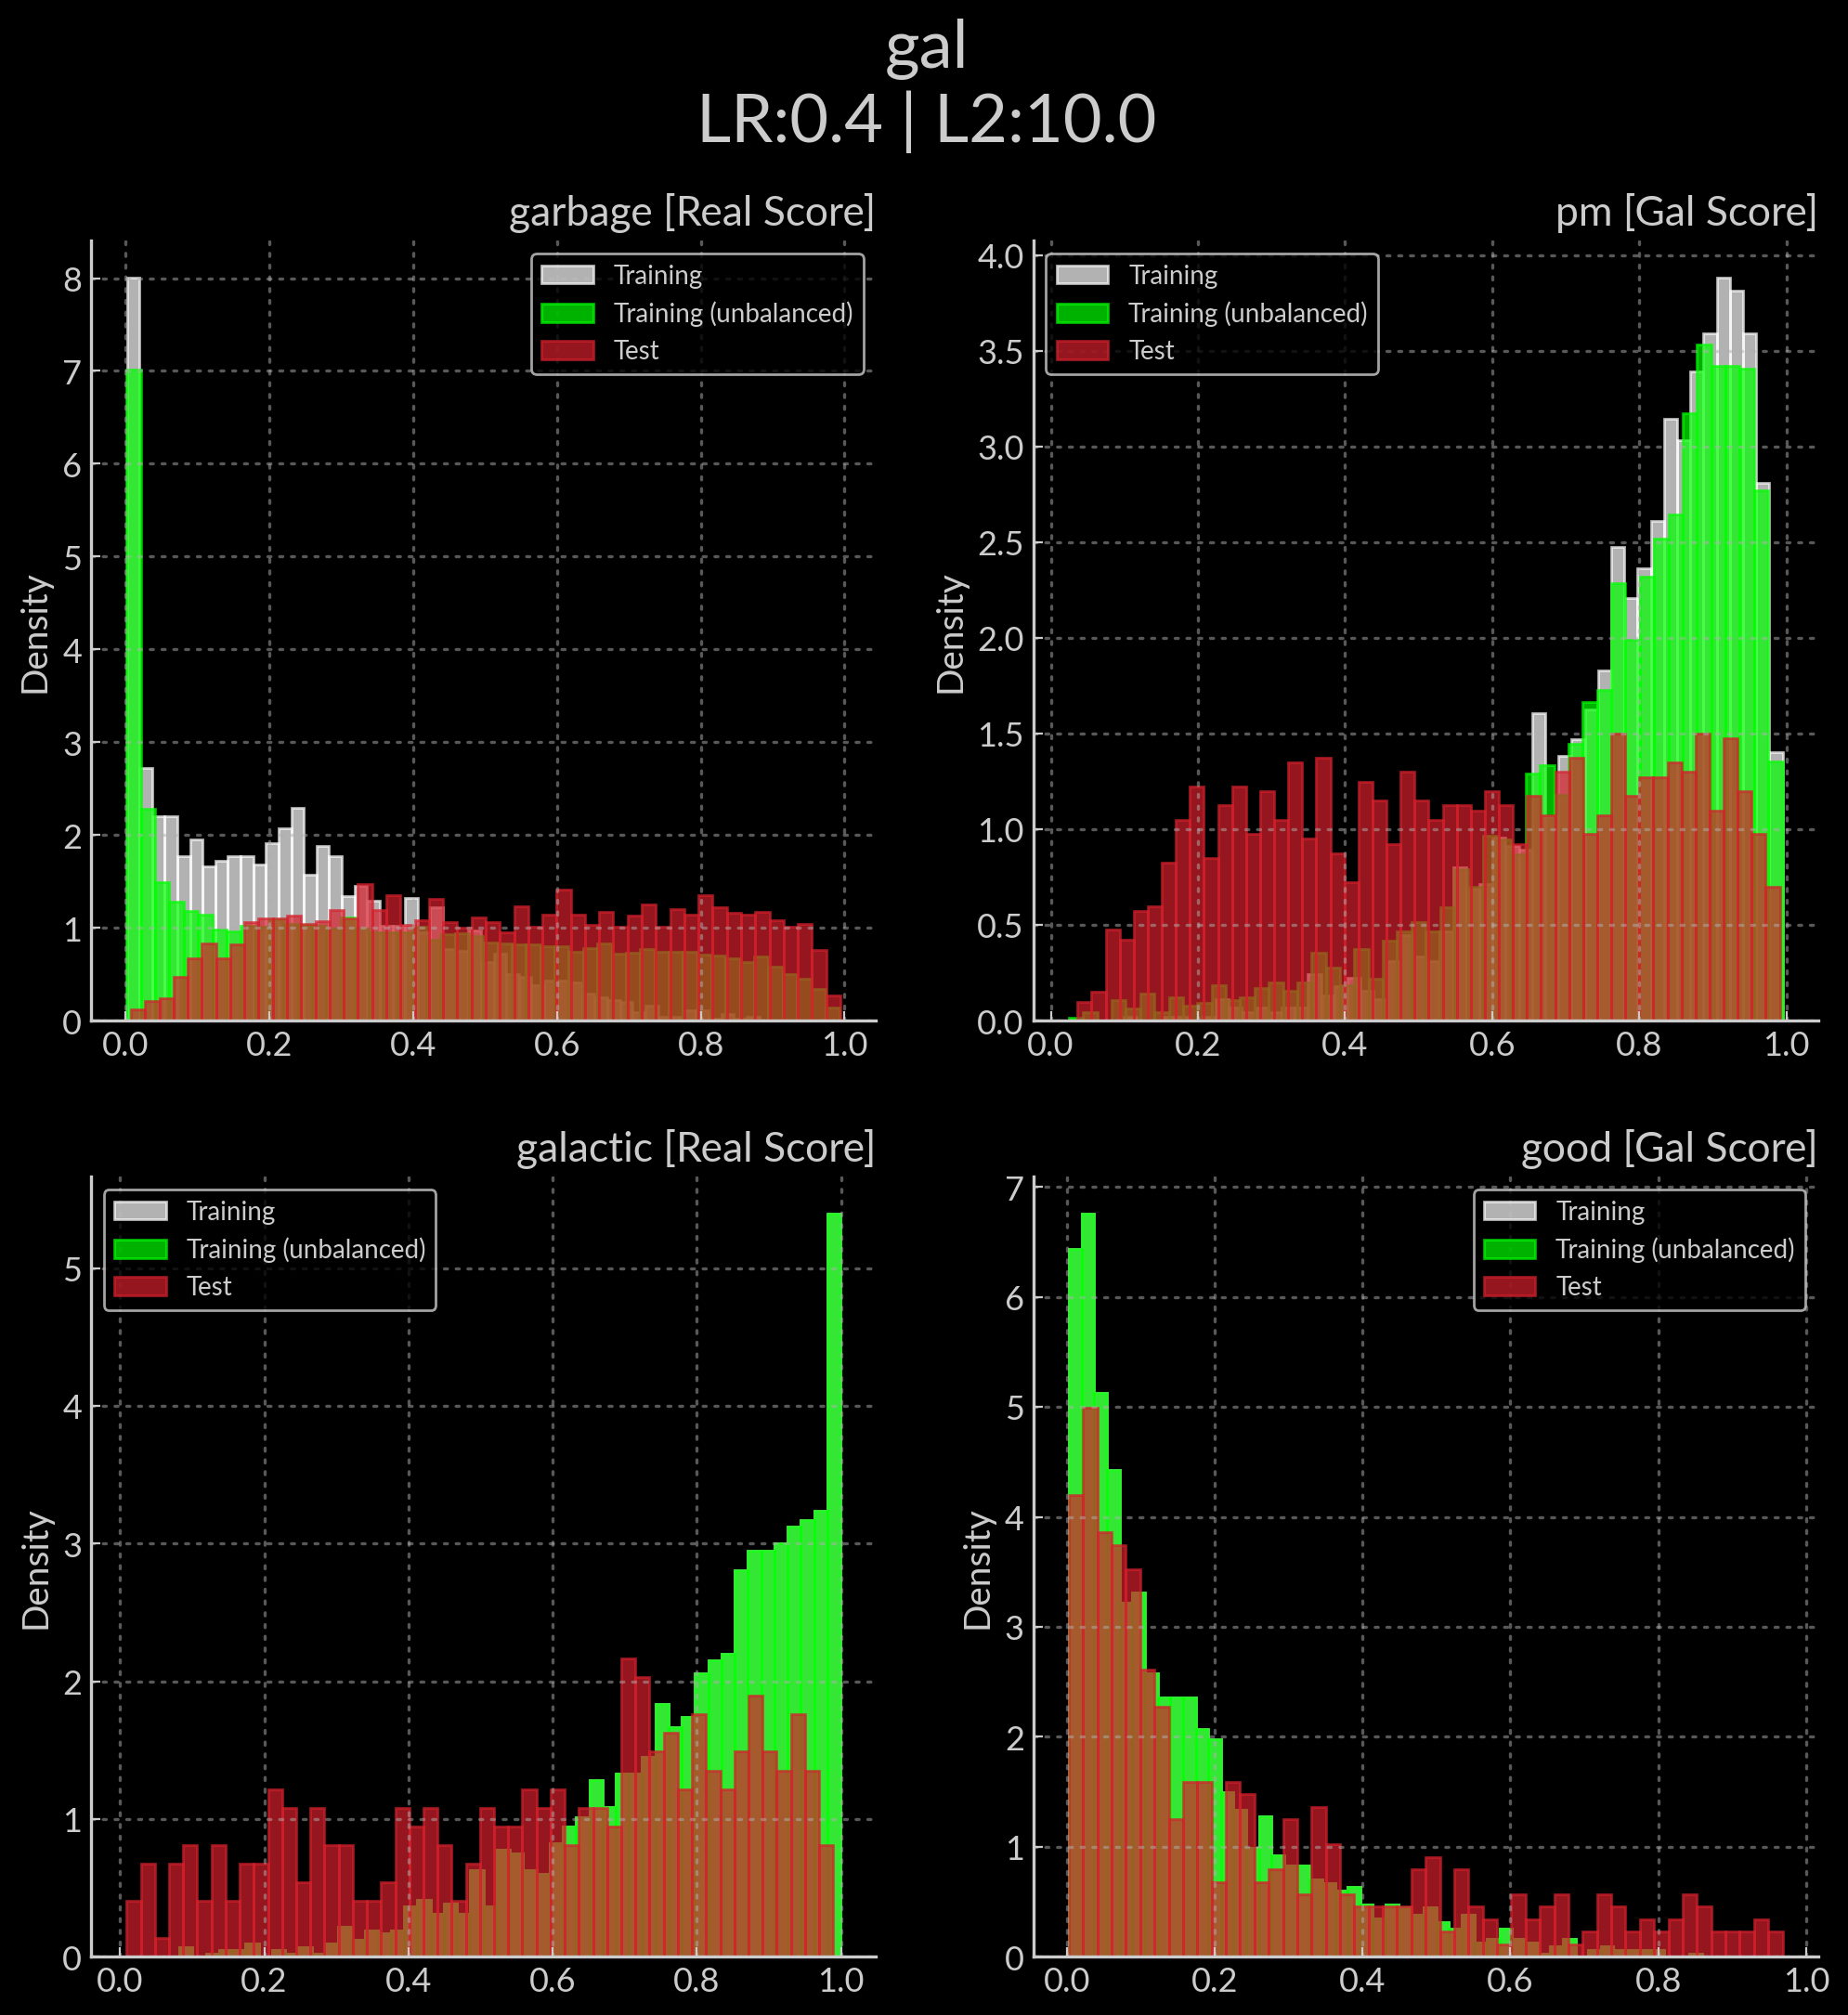 gal
LR:0.4 | L2:10.0
garbage [Real Score]
Training
Training (unbalanced)
Test
Density
8
7
6
5
4
3
2
1
0
0.0 0.2 0.4 0.6 0.8 1.0
pm [Gal Score]
Training
Training (unbalanced)
Test
Density
4.0
3.5
3.0
2.5
2.0
1.5
1.0
0.5
0.0
0.0 0.2 0.4 0.6 0.8 1.0
galactic [Real Score]
Training
Training (unbalanced)
Test
Density
5
4
3
2
1
0
0.0 0.2 0.4 0.6 0.8 1.0
good [Gal Score]
Training
Training (unbalanced)
Test
Density
7
6
5
4
3
2
1
0
0.0 0.2 0.4 0.6 0.8 1.0